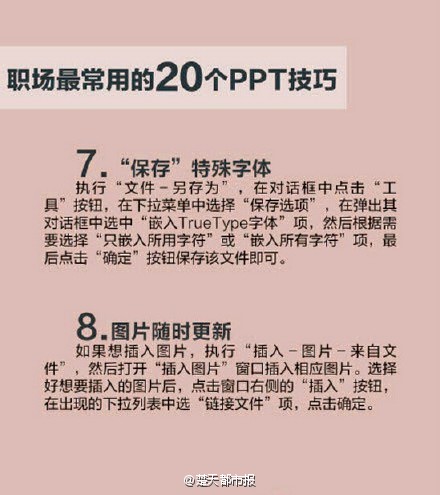 职场最常用的20个PPT技巧
7.“保存”特殊字体
执行“文件－另存为”，在对话框中点击“工
具”按钮，在下拉菜单中选择“保存选项”，在弹出其
对话框中选中“嵌入TrueType字体”项，然后根据需
要选择“只嵌入所用字符”或“嵌入所有字符”项，最
后点击“确定”按钮保存该文件即可。
8.图片随时更新
如果想插入图片，执行“插入－图片－来自文
件”，然后打开“插入图片”窗口插入相应图片。选择
好想要插入的图片后，点击窗口右侧的“插入”按钮，
在出现的下拉列表中选“链接文件”项，点击确定。
@楚天都市报